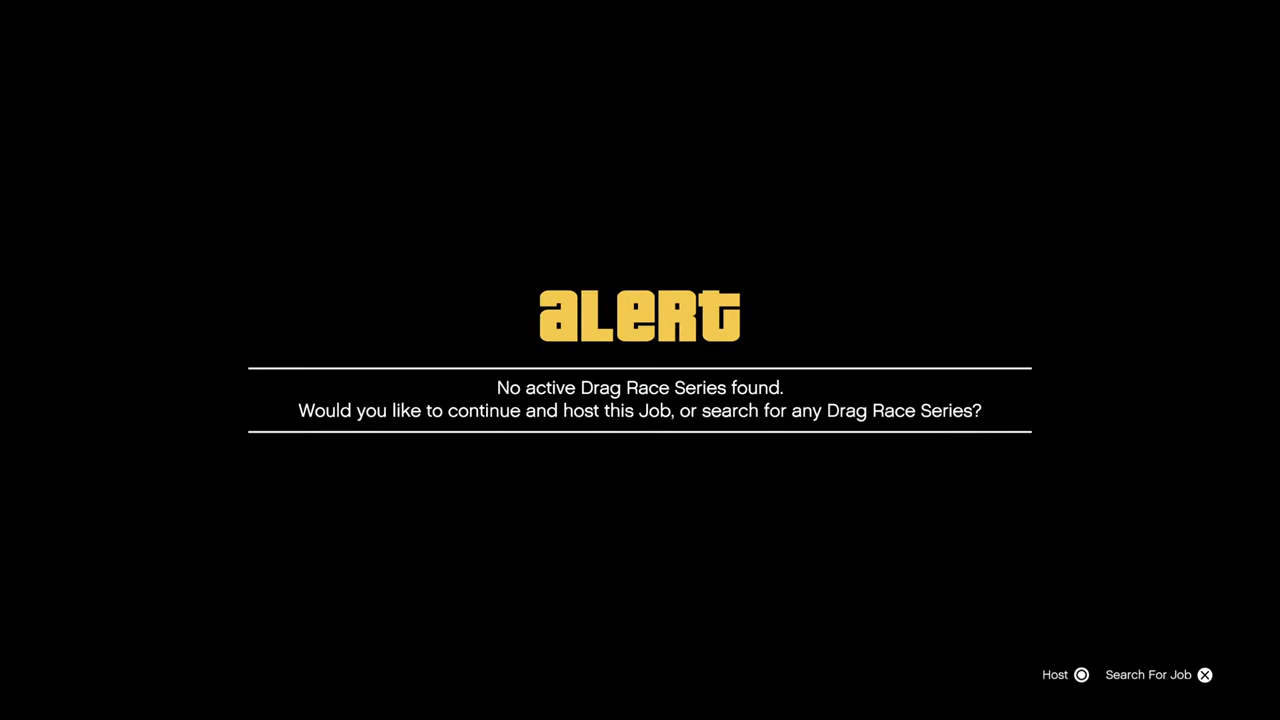 alert
No active Drag Race Series found.
Would you like to continue and host this Job, or search for any Drag Race Series?
Host Search For Job